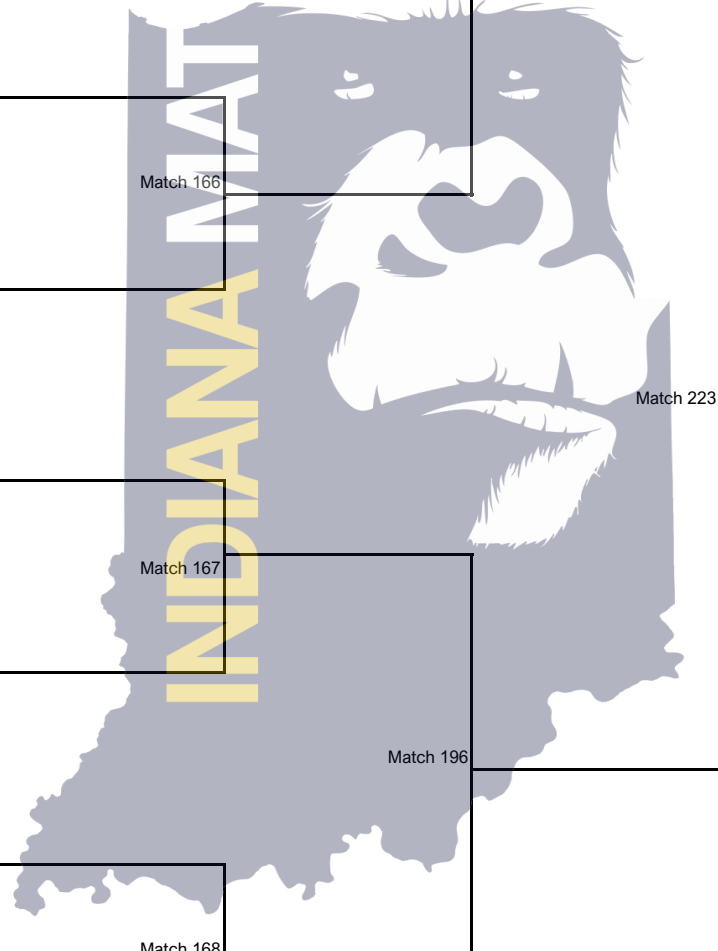 Match 166
INDIANA MAT
Match 223
Match 167
Match 196
Match 168